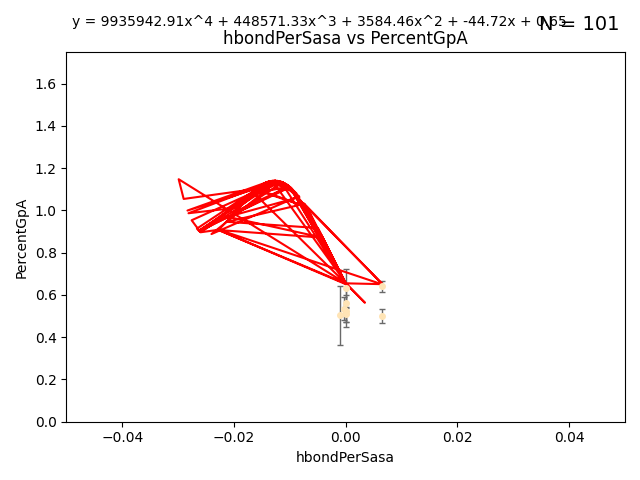 y = 9935942.91x^4 + 448571.33x^3 + 3584.46x^2 + -44.72x + 0.65
N = 101
hbondPerSasa vs PercentGpA
1.6
1.4
1.2
1.0
0.8
0.6
0.4
0.2
0.0
PercentGpA
−0.04
−0.02
0.00
0.02
0.04
hbondPerSasa